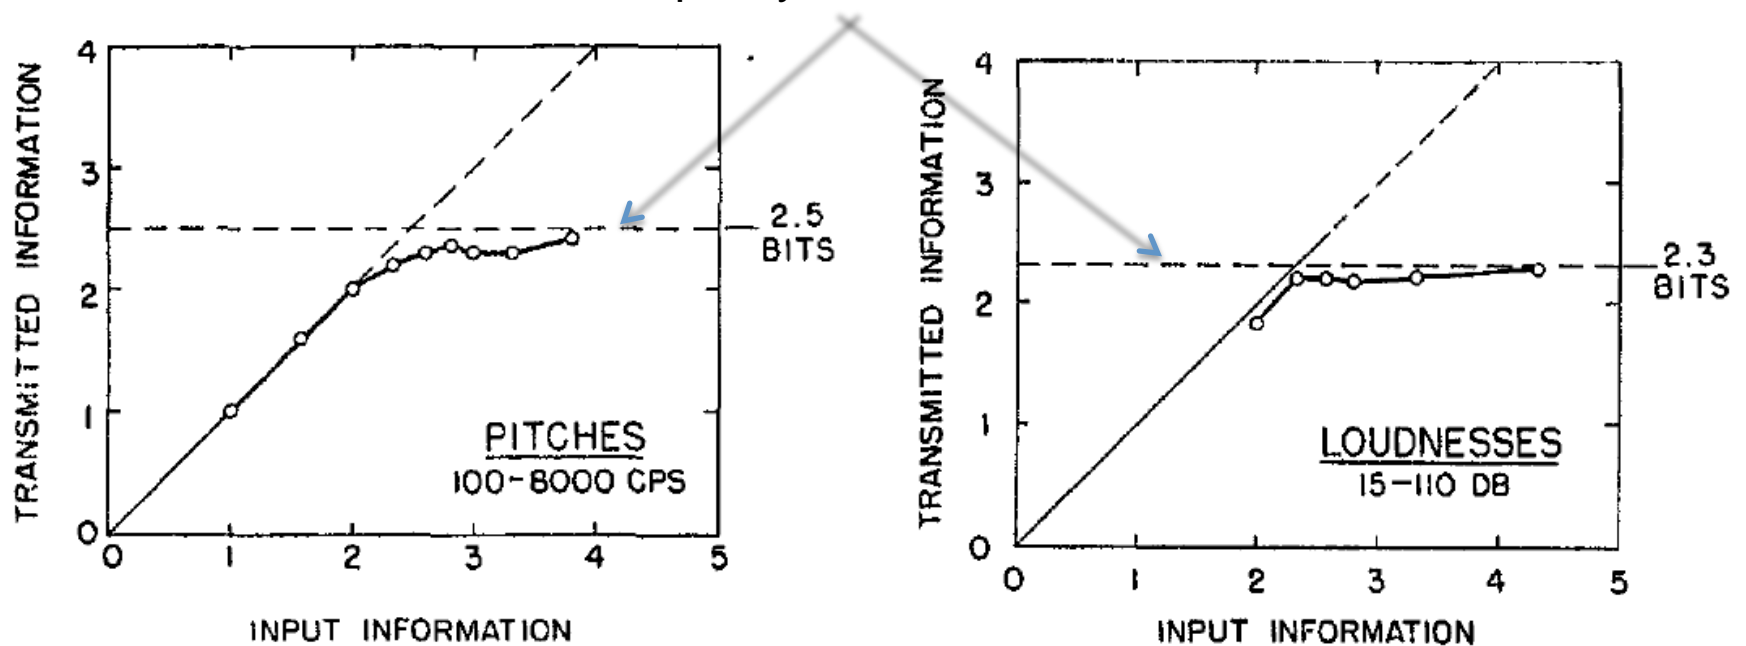 TRANSMITTED INFORMATION
4
3
2
1
0
0 1 2 3 4 5
INPUT INFORMATION
2.5
BITS
PITCHES
100-8000 CPS
TRANSMITTED INFORMATION
4
3
2
1
0
0 1 2 3 4 5
INPUT INFORMATION
2.3
BITS
LOUDNESSES
15-110 DB